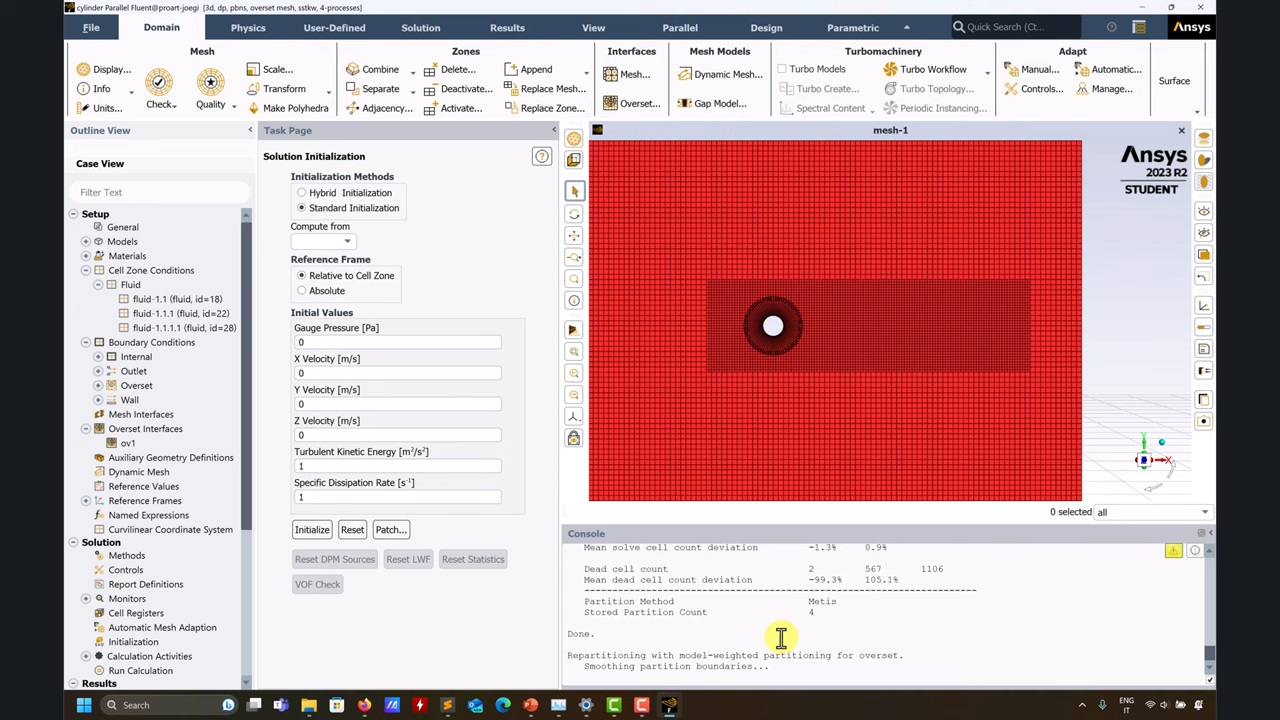 cylinder Parallel Fluent@proart-joegi [3d, dp, pbns, overset mesh, sstkw, 4-processes]
File Domain Physics User-Defined Solution Results View Parallel Design Parametric Quick Search (Ct... Ansys
Mesh Zones Interfaces Mesh Models Turbomachinery Adapt
Display... Scale... Combine Delete... Append Mesh... Dynamic Mesh... Turbo Models Turbo Workflow Manual... Automatic...
Info Check Quality Transform Separate Deactivate... Replace Mesh... Turbo Create... Turbo Topology... Controls... Manage... Surface
Units... Make Polyhedra Adjacency... Activate... Replace Zone... Overset... Gap Model... Spectral Content Periodic Instancing...
Outline View
Case View
Filter Text
Setup
General
Models
Materials
Cell Zone Conditions
Fluid
fluid-1.1 (fluid, id=18)
fluid-1.1.1 (fluid, id=22)
fluid-1.1.1.1 (fluid, id=28)
Boundary Conditions
Internal
Outlet
Overset
Wall
Mesh Interfaces
Overset Interfaces
ov1
Auxiliary Geometry Definitions
Dynamic Mesh
Reference Values
Reference Frames
Named Expressions
Curvilinear Coordinate System
Solution
Methods
Controls
Report Definitions
Monitors
Cell Registers
Automatic Mesh Adaption
Initialization
Calculation Activities
Run Calculation
Results
Task Page
Solution Initialization
Initialization Methods
Hybrid Initialization
Standard Initialization
Compute from
Reference Frame
Relative to Cell Zone
Absolute
Initial Values
Gauge Pressure [Pa]
0
X Velocity [m/s]
0
Y Velocity [m/s]
0
Z Velocity [m/s]
0
Turbulent Kinetic Energy [m²/s²]
1
Specific Dissipation Rate [s⁻¹]
1
Initialize Reset Patch...
Reset DPM Sources Reset LWF Reset Statistics
VOF Check
mesh-1
Ansys
2023 R2
STUDENT
Y
X
0 selected all
Console
Mean solve cell count deviation -1.3% 0.9%
Dead cell count 2 567 1106
Mean dead cell count deviation -99.3% 105.1%
----------------------------------------------------------
Partition Method Metis
Stored Partition Count 4
Done.
Repartitioning with model-weighted partitioning for overset.
Smoothing partition boundaries...
Search
ENG
IT